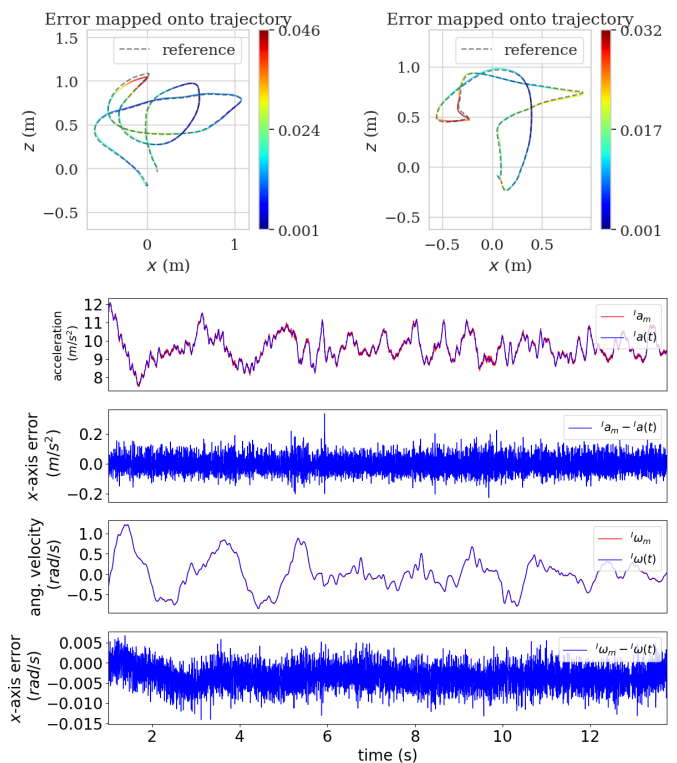 Error mapped onto trajectory
reference
1.5
1.0
0.5
0.0
−0.5
z (m)
0
1
x (m)
0.046
0.024
0.001
Error mapped onto trajectory
reference
1.0
0.5
0.0
−0.5
z (m)
−0.5
0.0
0.5
x (m)
0.032
0.017
0.001
acceleration
(m/s²)
12
11
10
9
8
ᴵaₘ
ᴵa(t)
x-axis error
(m/s²)
0.2
0.0
−0.2
ᴵaₘ − ᴵa(t)
ang. velocity
(rad/s)
1.0
0.5
0.0
−0.5
ᴵωₘ
ᴵω(t)
x-axis error
(rad/s)
0.005
0.000
−0.005
−0.010
−0.015
ᴵωₘ − ᴵω(t)
2
4
6
8
10
12
time (s)